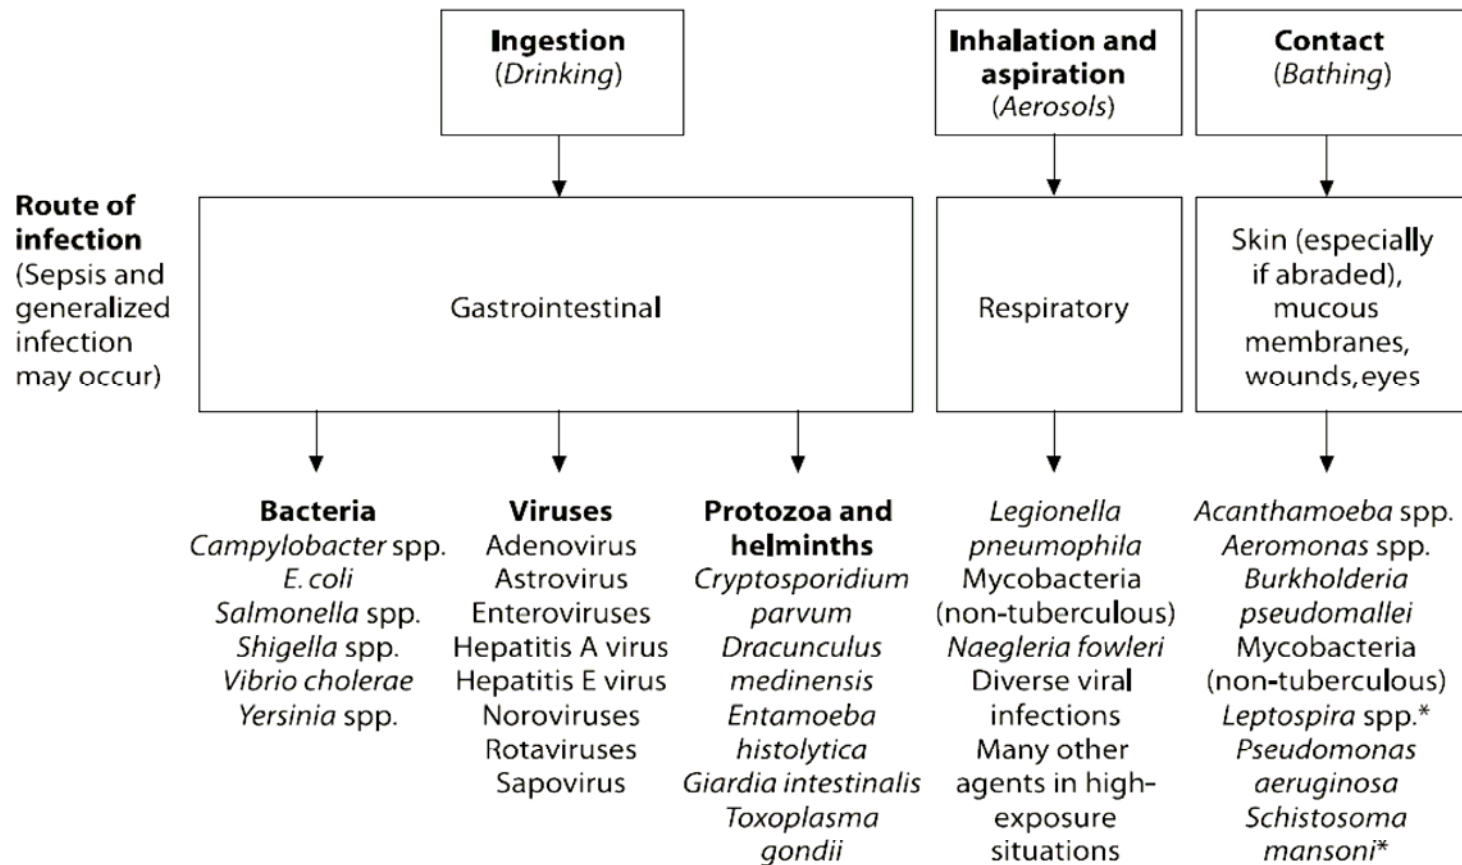 Ingestion
(Drinking)
Inhalation and
aspiration
(Aerosols)
Contact
(Bathing)
Route of
infection
(Sepsis and
generalized
infection
may occur)
Gastrointestinal
Respiratory
Skin (especially
if abraded),
mucous
membranes,
wounds, eyes
Bacteria
Campylobacter spp.
E. coli
Salmonella spp.
Shigella spp.
Vibrio cholerae
Yersinia spp.
Viruses
Adenovirus
Astrovirus
Enteroviruses
Hepatitis A virus
Hepatitis E virus
Noroviruses
Rotaviruses
Sapovirus
Protozoa and
helminths
Cryptosporidium
parvum
Dracunculus
medinensis
Entamoeba
histolytica
Giardia intestinalis
Toxoplasma
gondii
Legionella
pneumophila
Mycobacteria
(non-tuberculous)
Naegleria fowleri
Diverse viral
infections
Many other
agents in high-
exposure
situations
Acanthamoeba spp.
Aeromonas spp.
Burkholderia
pseudomallei
Mycobacteria
(non-tuberculous)
Leptospira spp.*
Pseudomonas
aeruginosa
Schistosoma
mansoni*